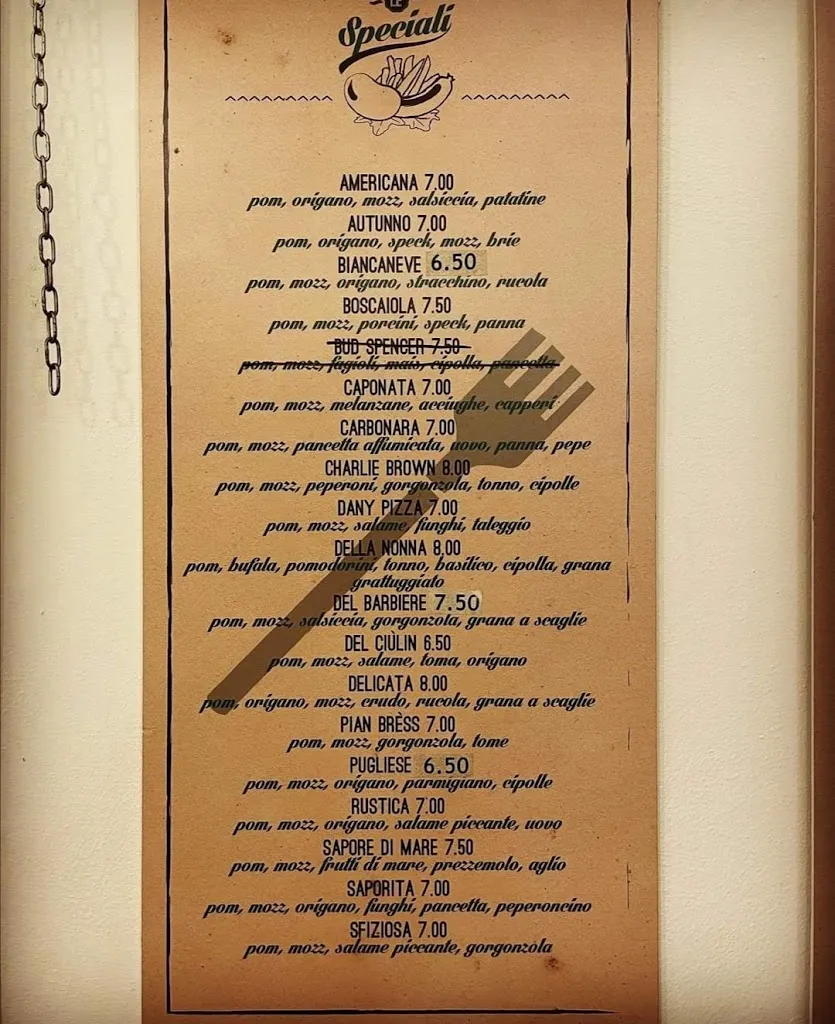 LE
Speciali
AMERICANA 7.00
pom, origano, mozz, salsiccia, patatine
AUTUNNO 7.00
pom, origano, speck, mozz, brie
BIANCANEVE 6.50
pom, mozz, origano, stracchino, rucola
BOSCAIOLA 7.50
pom, mozz, porcini, speck, panna
BUD SPENCER 7.50
pom, mozz, fagioli, mais, cipolla, pancetta
CAPONATA 7.00
pom, mozz, melanzane, acciughe, capperi
CARBONARA 7.00
pom, mozz, pancetta affumicata, uovo, panna, pepe
CHARLIE BROWN 8.00
pom, mozz, peperoni, gorgonzola, tonno, cipolle
DANY PIZZA 7.00
pom, mozz, salame, funghi, taleggio
DELLA NONNA 8.00
pom, bufala, pomodorini, tonno, basilico, cipolla, grana
grattuggiato
DEL BARBIERE 7.50
pom, mozz, salsiccia, gorgonzola, grana a scaglie
DEL CIÙLIN 6.50
pom, mozz, salame, toma, origano
DELICATA 8.00
pom, origano, mozz, crudo, rucola, grana a scaglie
PIAN BRÈSS 7.00
pom, mozz, gorgonzola, tome
PUGLIESE 6.50
pom, mozz, origano, parmigiano, cipolle
RUSTICA 7.00
pom, mozz, origano, salame piccante, uovo
SAPORE DI MARE 7.50
pom, mozz, frutti di mare, prezzemolo, aglio
SAPORITA 7.00
pom, mozz, origano, funghi, pancetta, peperoncino
SFIZIOSA 7.00
pom, mozz, salame piccante, gorgonzola